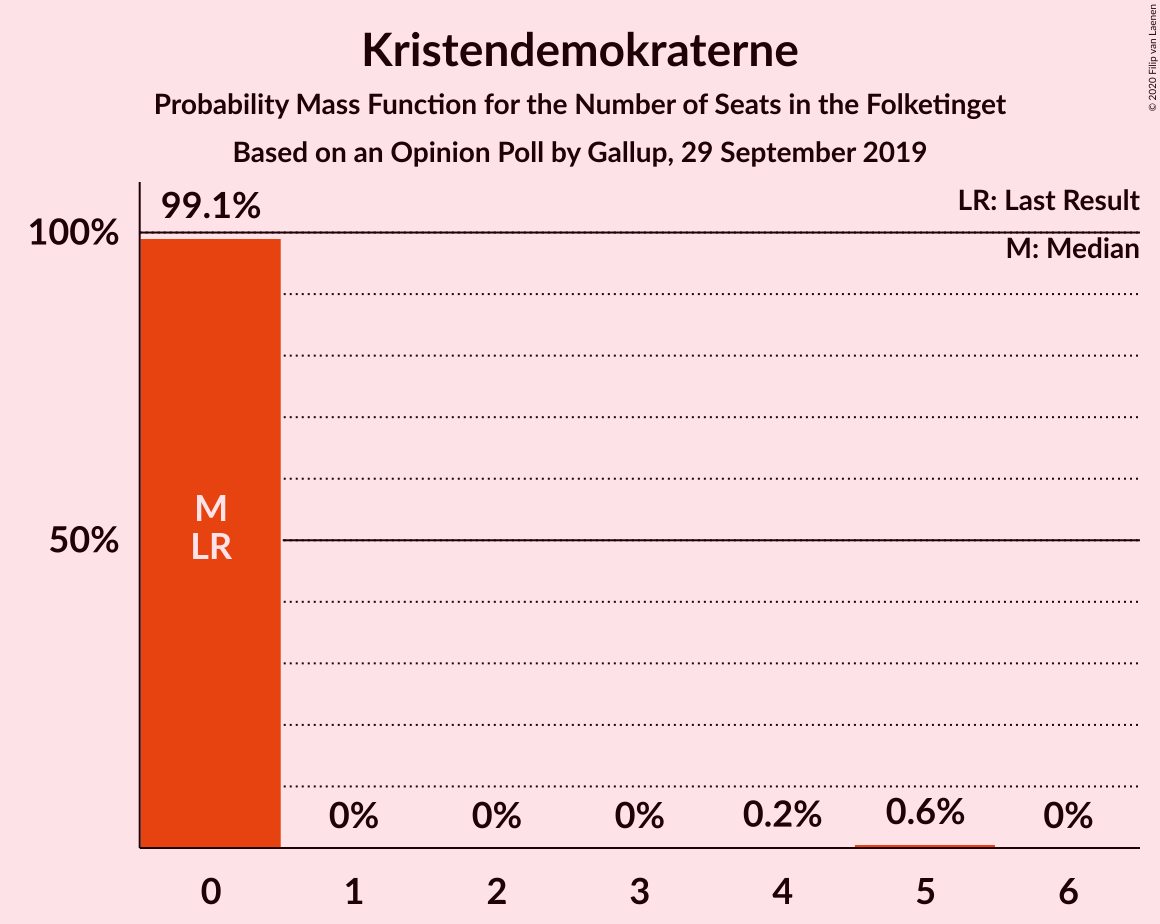 Kristendemokraterne
Probability Mass Function for the Number of Seats in the Folketinget
Based on an Opinion Poll by Gallup, 29 September 2019
© 2020 Filip van Laenen
LR: Last Result
M: Median
99.1%
100%
50%
M
LR
0%
0%
0%
0.2%
0.6%
0%
0
1
2
3
4
5
6